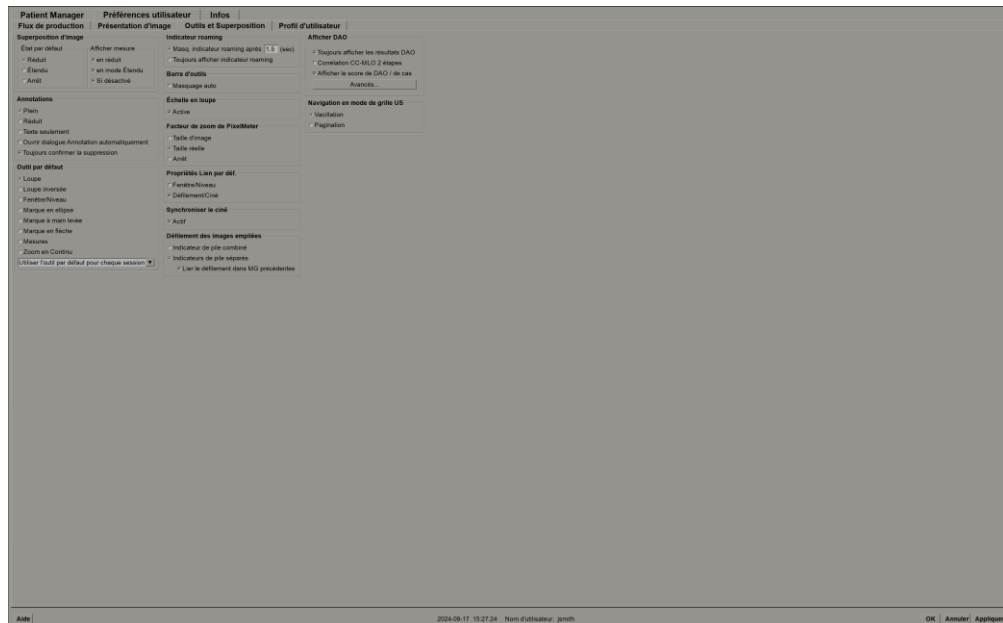 Patient Manager Préférences utilisateur Infos
Flux de production Présentation d'image Outils et Superposition Profil d'utilisateur
Superposition d'image
État par défaut Afficher mesure
Réduit en réduit
Étendu en mode Étendu
Arrêt Si désactivé
Annotations
Plein
Réduit
Texte seulement
Ouvrir dialogue Annotation automatiquement
Toujours confirmer la suppression
Outil par défaut
Loupe
Loupe inversée
Fenêtre/Niveau
Marque en ellipse
Marque à main levée
Marque en flèche
Mesures
Zoom en Continu
Utiliser l'outil par défaut pour chaque session
Indicateur roaming
Masq. indicateur roaming après 1.5 (sec)
Toujours afficher indicateur roaming
Barre d'outils
Masquage auto
Échelle en loupe
Active
Facteur de zoom de PixelMeter
Taille d'image
Taille réelle
Arrêt
Propriétés Lien par déf.
Fenêtre/Niveau
Défilement/Ciné
Synchroniser le ciné
Actif
Défilement des images empilées
Indicateur de pile combiné
Indicateurs de pile séparés
Lier le défilement dans MG précédentes
Afficher DAO
Toujours afficher les résultats DAO
Corrélation CC-MLO 2 étapes
Afficher le score de DAO / de cas
Avancés...
Navigation en mode de grille US
Vacillation
Pagination
Aide 2024-09-17 15:27:24 Nom d'utilisateur: jsmith OK Annuler Appliquer